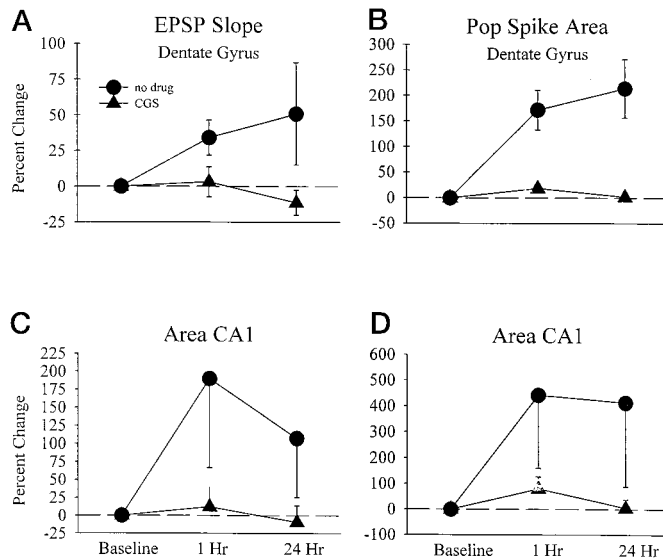 A
EPSP Slope
Dentate Gyrus
Percent Change
100
75
50
25
0
-25
no drug
CGS
B
Pop Spike Area
Dentate Gyrus
300
250
200
150
100
50
0
-50
C
Area CA1
Percent Change
225
200
175
150
125
100
75
50
25
0
-25
Baseline
1 Hr
24 Hr
D
Area CA1
600
500
400
300
200
100
0
-100
Baseline
1 Hr
24 Hr